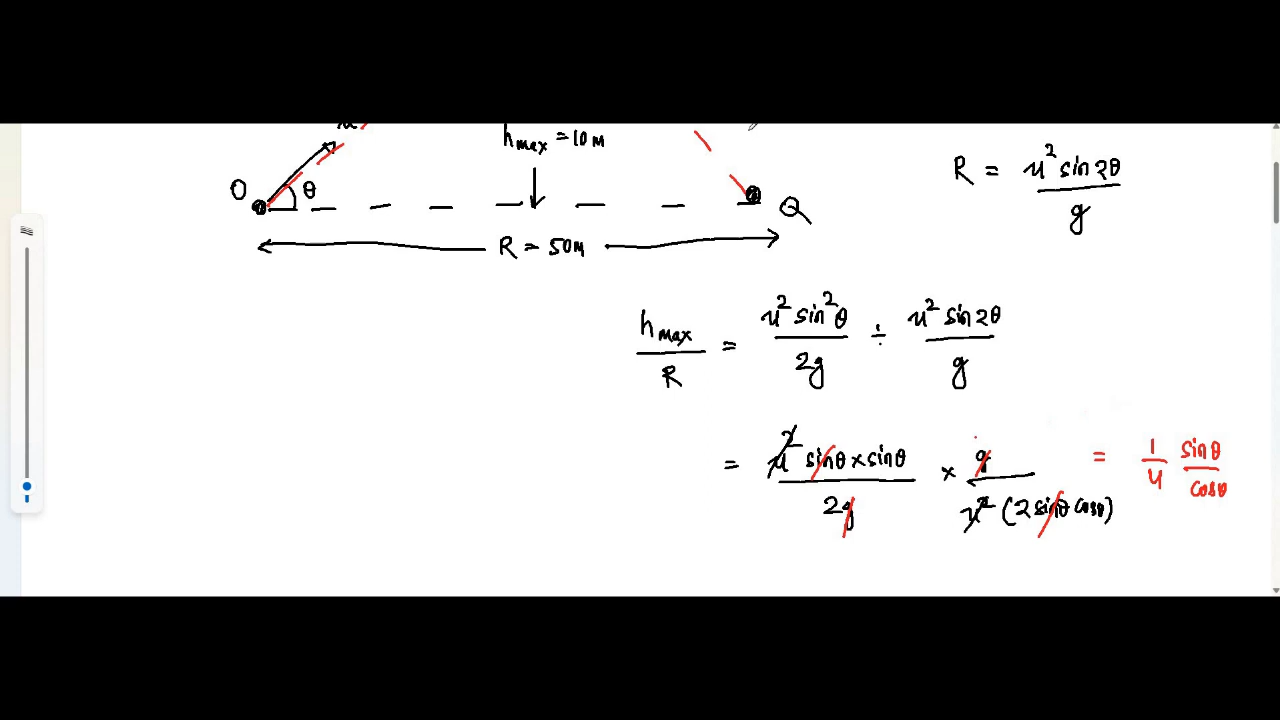 u
h_max = 10 m
O
θ
Q
R = 50 m
R = u² sin 2θ / g
h_max / R = u² sin² θ / 2g ÷ u² sin 2θ / g
= u² sinθ × sinθ / 2g × g / u² (2 sinθ cosθ) = 1/4 sinθ / cosθ